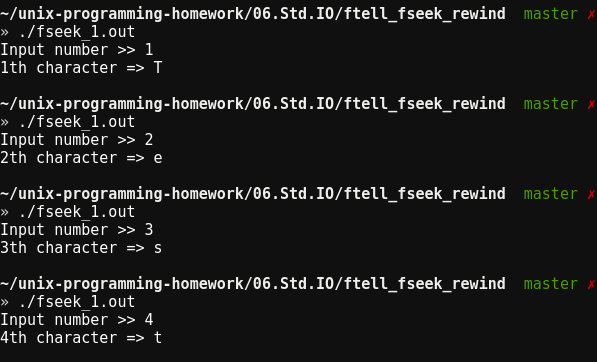 ~/unix-programming-homework/06.Std.IO/ftell_fseek_rewind master ✗
» ./fseek_1.out
Input number >> 1
1th character => T
~/unix-programming-homework/06.Std.IO/ftell_fseek_rewind master ✗
» ./fseek_1.out
Input number >> 2
2th character => e
~/unix-programming-homework/06.Std.IO/ftell_fseek_rewind master ✗
» ./fseek_1.out
Input number >> 3
3th character => s
~/unix-programming-homework/06.Std.IO/ftell_fseek_rewind master ✗
» ./fseek_1.out
Input number >> 4
4th character => t